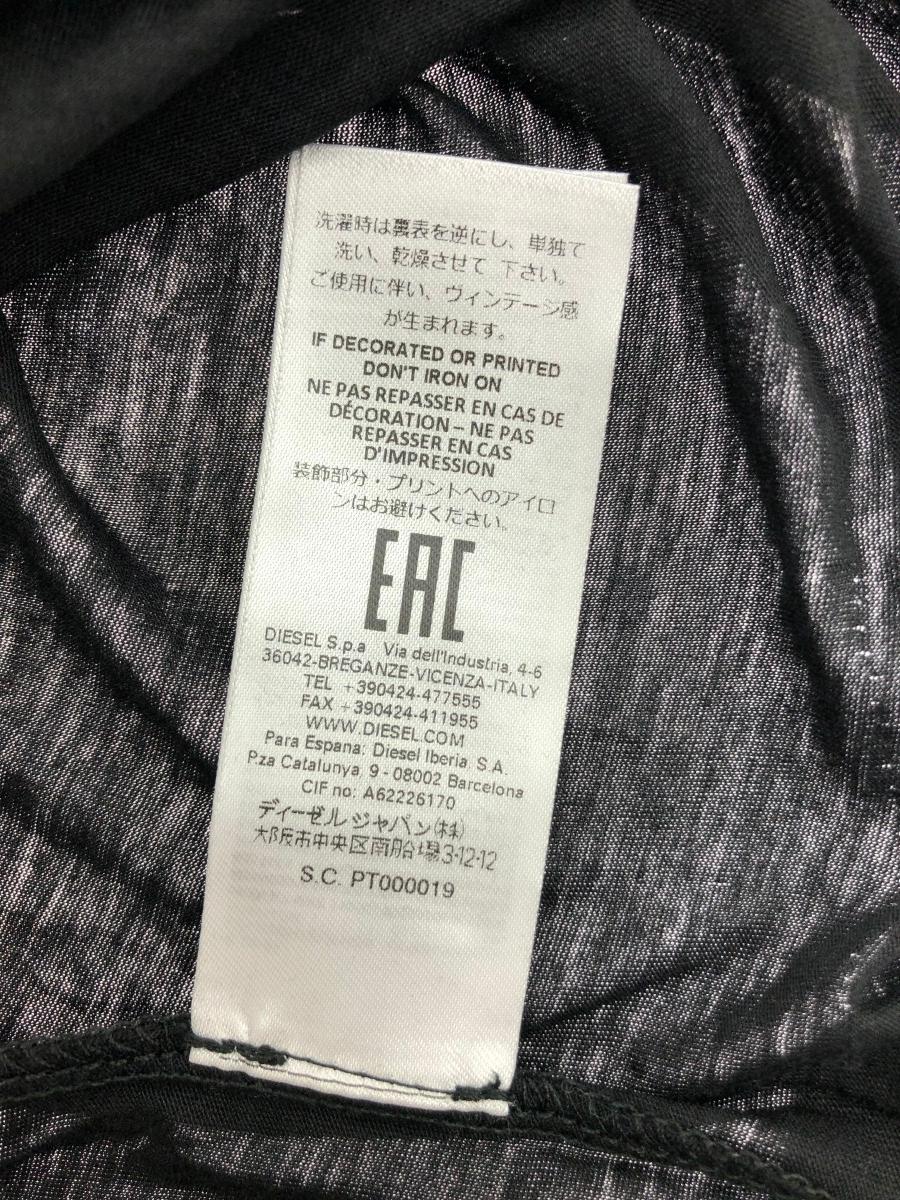 洗濯時は裏表を逆にし、単独で
洗い、乾燥させて 下さい。
ご使用に伴い、ヴィンテージ感
が生まれます。
IF DECORATED OR PRINTED
DON'T IRON ON
NE PAS REPASSER EN CAS DE
DÉCORATION – NE PAS
REPASSER EN CAS
D'IMPRESSION
装飾部分・プリントへのアイロ
ンはお避けください。
EAC
DIESEL S.p.a Via dell'Industria, 4-6
36042-BREGANZE-VICENZA-ITALY
TEL +390424-477555
FAX +390424-411955
WWW.DIESEL.COM
Para Espana: Diesel Iberia, S.A.
P.za Catalunya, 9 - 08002 Barcelona
CIF no: A62226170
ディーゼルジャパン(株)
大阪市中央区南船場3-12-12
S.C. PT000019